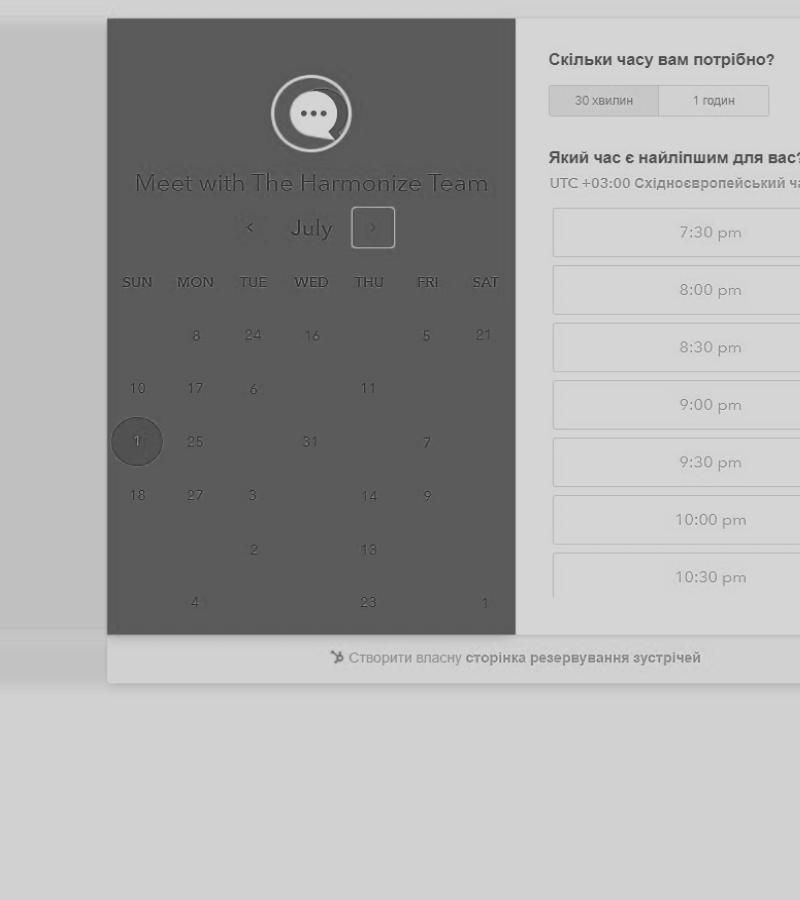 Meet with The Harmonize Team
< July >
SUN MON TUE WED THU FRI SAT
8 24 16 5 21
10 17 6 11
1 25 31 7
18 27 3 14 9
2 13
4 23 1
Скільки часу вам потрібно?
30 хвилин 1 годин
Який час є найліпшим для вас?
UTC +03:00 Східноєвропейський
7:30 pm
8:00 pm
8:30 pm
9:00 pm
9:30 pm
10:00 pm
10:30 pm
Створити власну сторінка резервування зустрічей